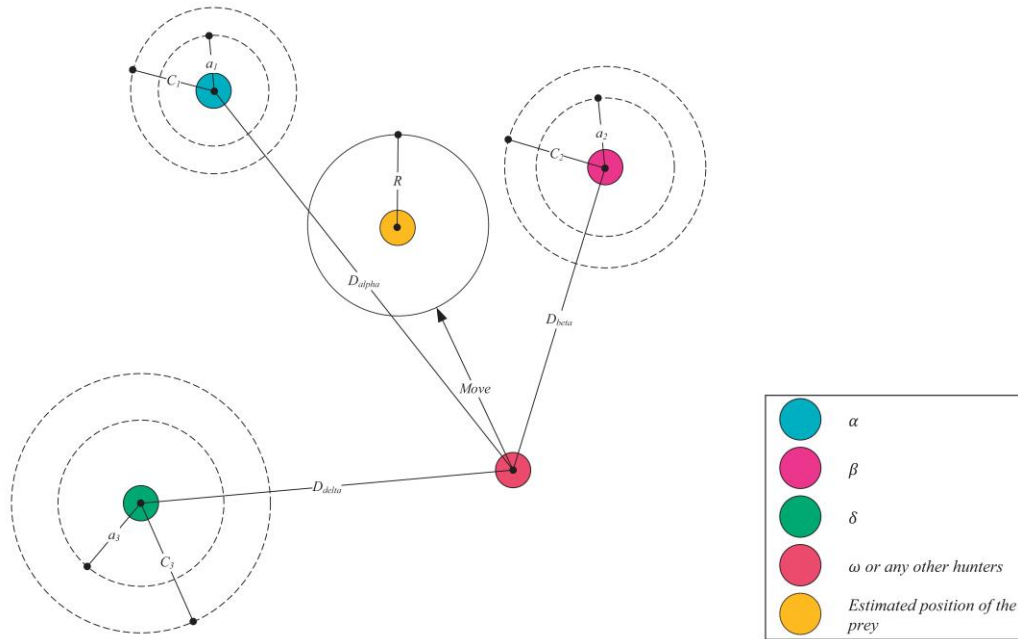 a1
C1
a2
C2
R
Dalpha
Dbeta
Move
Ddelta
a3
C3
α
β
δ
ω or any other hunters
Estimated position of the
prey